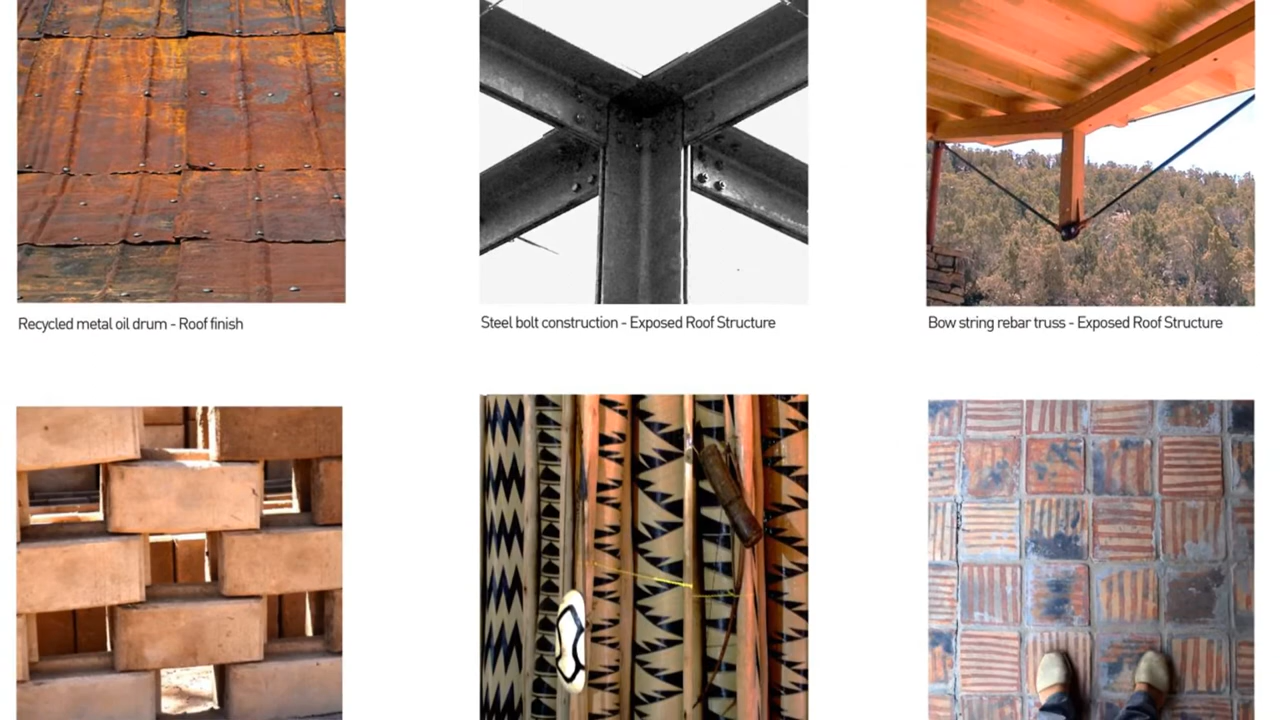 Recycled metal oil drum - Roof finish
Steel bolt construction - Exposed Roof Structure
Bow string rebar truss - Exposed Roof Structure